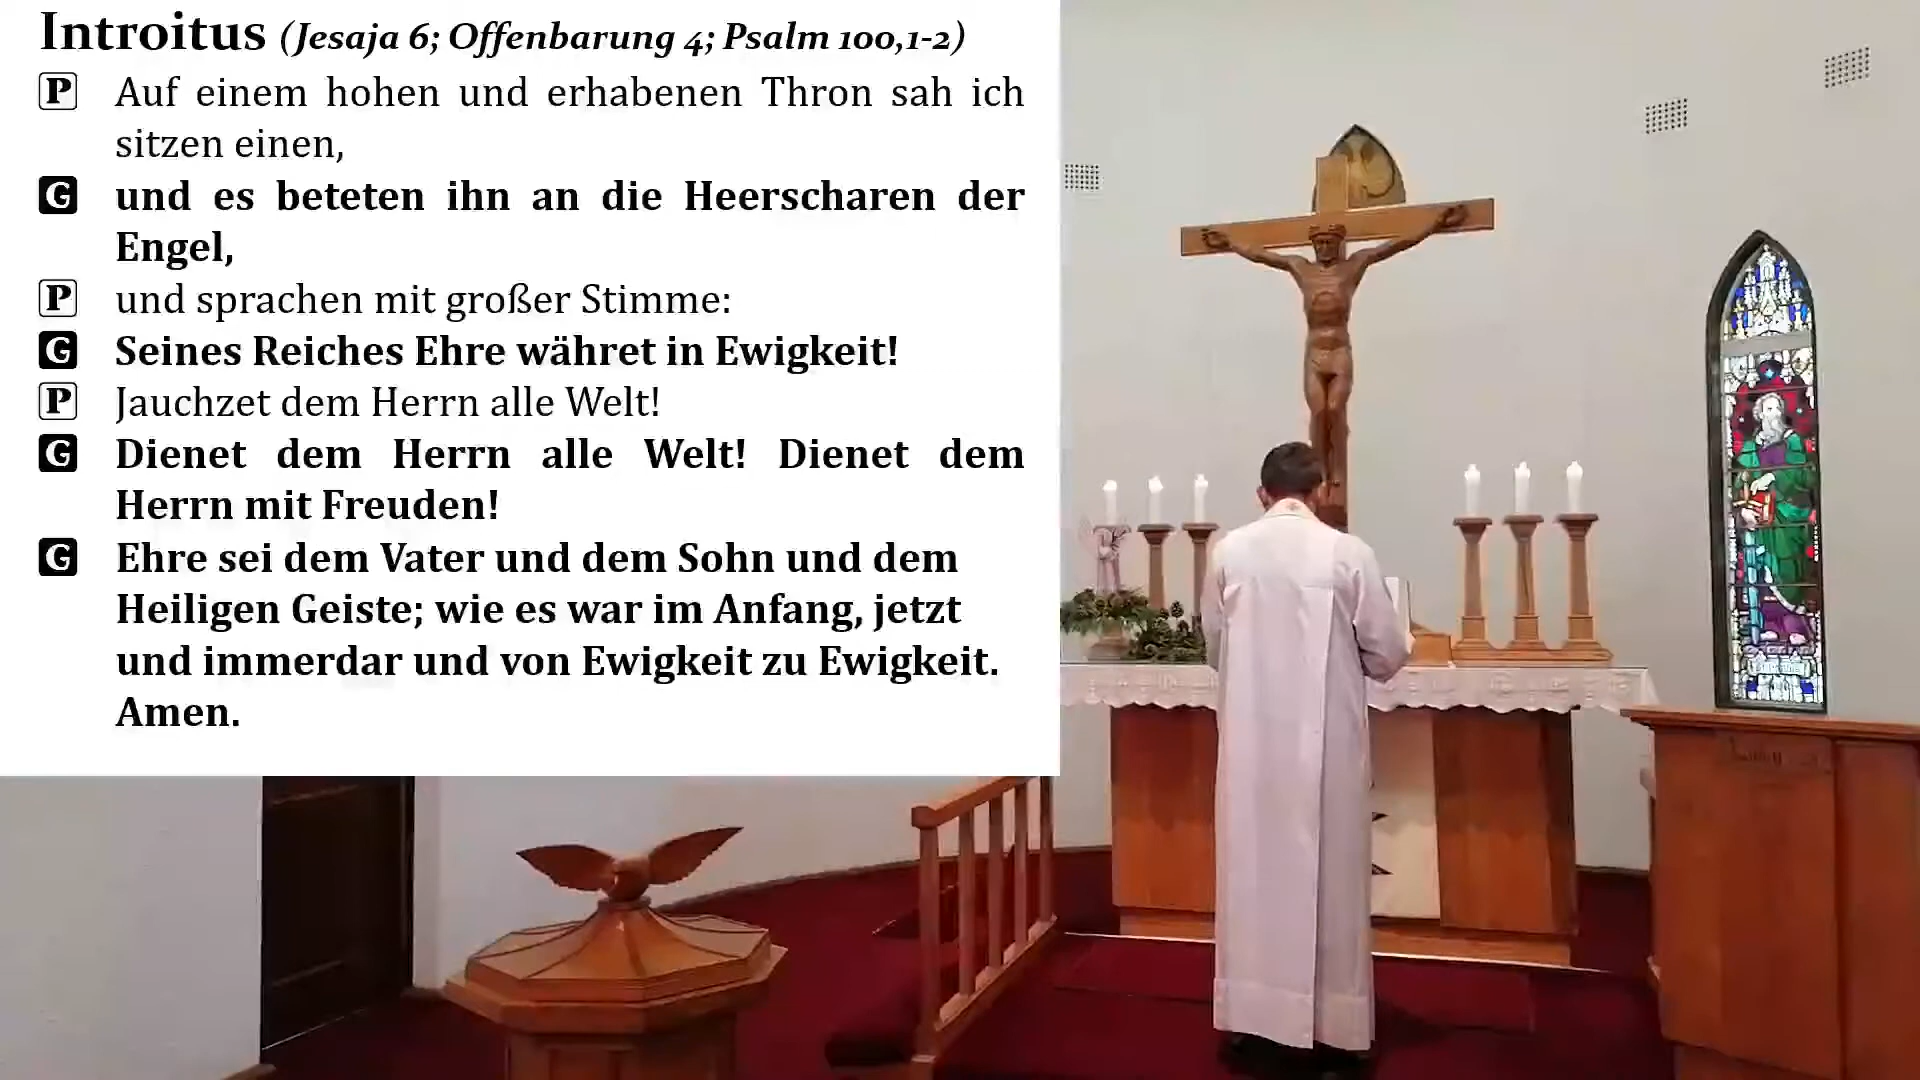 Introitus (Jesaja 6; Offenbarung 4; Psalm 100,1-2)
P Auf einem hohen und erhabenen Thron sah ich
sitzen einen,
G und es beteten ihn an die Heerscharen der
Engel,
P und sprachen mit großer Stimme:
G Seines Reiches Ehre währet in Ewigkeit!
P Jauchzet dem Herrn alle Welt!
G Dienet dem Herrn alle Welt! Dienet dem
Herrn mit Freuden!
G Ehre sei dem Vater und dem Sohn und dem
Heiligen Geiste; wie es war im Anfang, jetzt
und immerdar und von Ewigkeit zu Ewigkeit.
Amen.